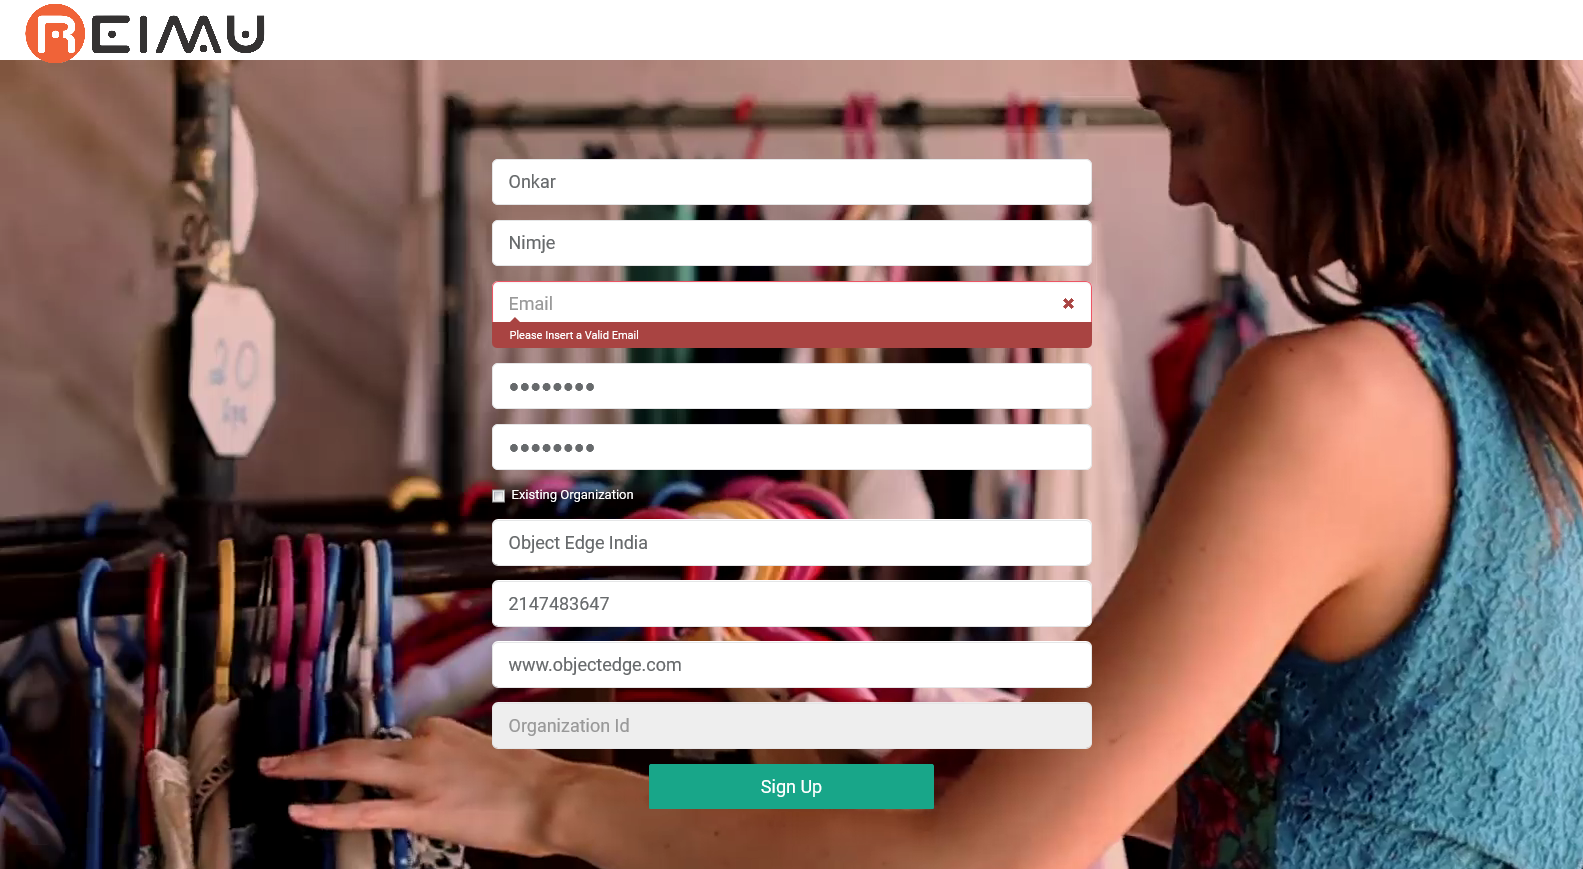 REIMU
Onkar
Nimje
Email
Please Insert a Valid Email
20
●●●●●●●●
●●●●●●●●
Existing Organization
Object Edge India
2147483647
www.objectedge.com
Organization Id
Sign Up